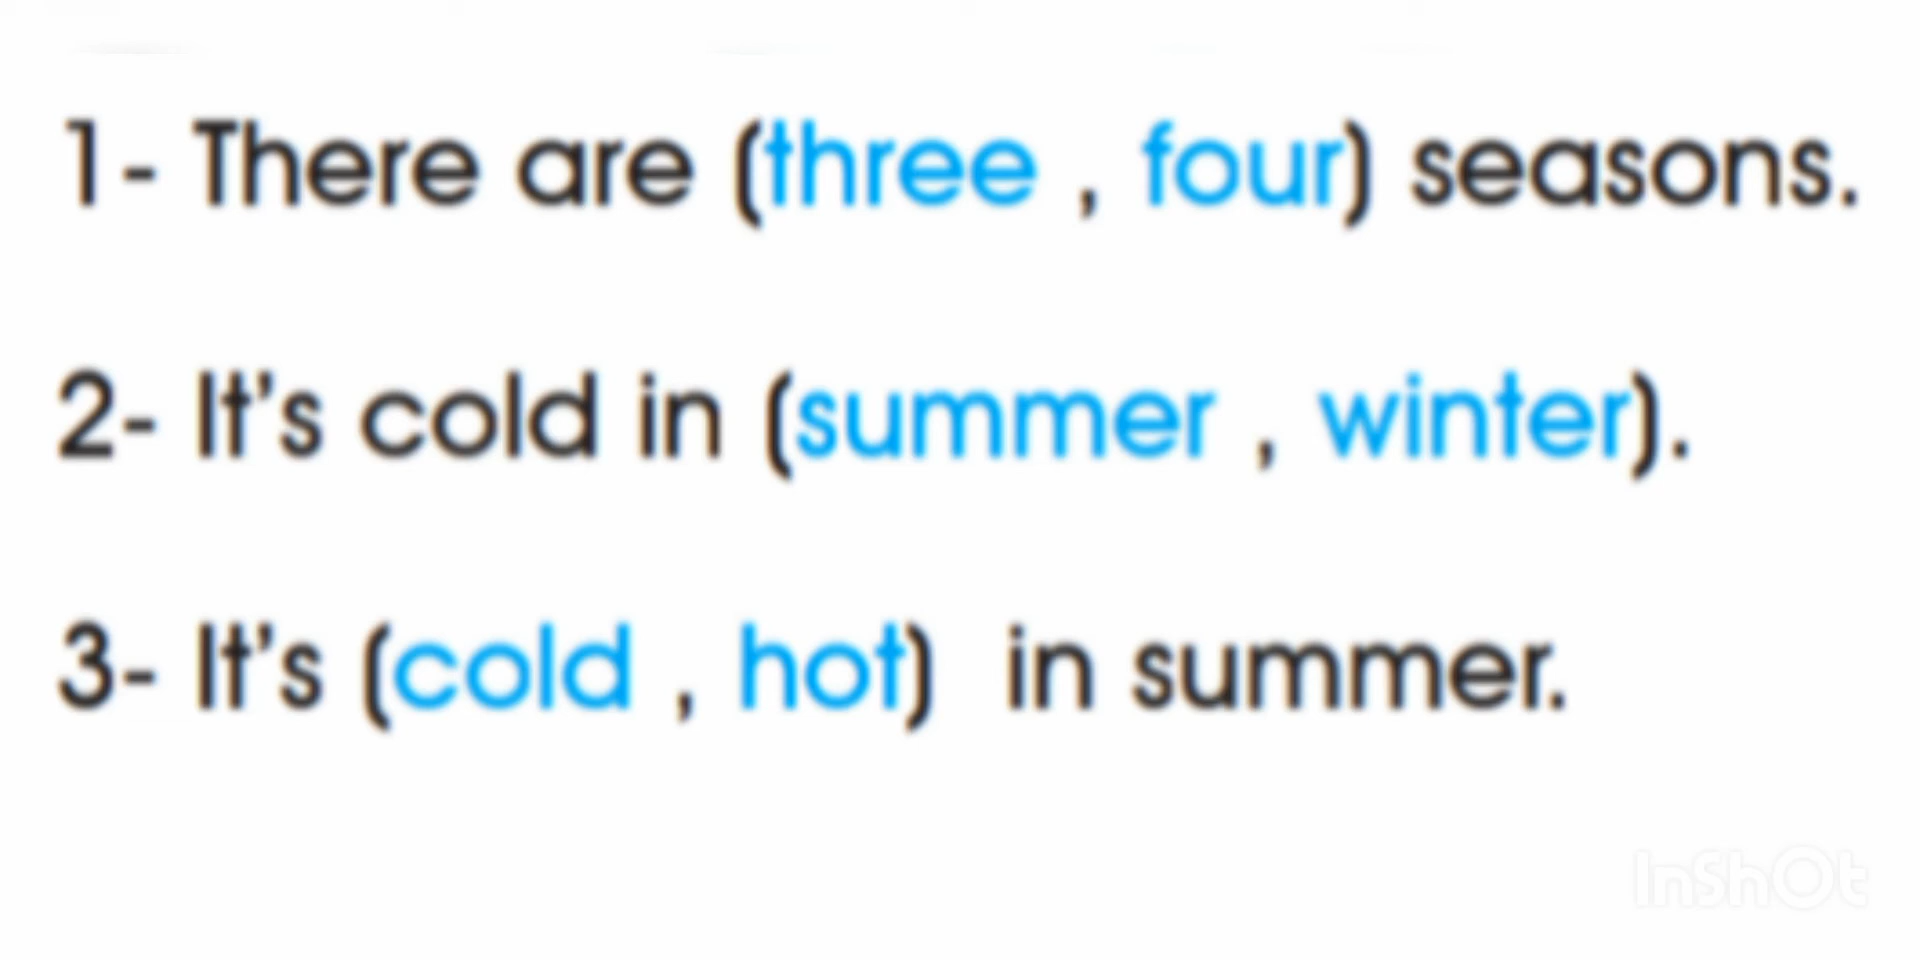 1- There are (three , four) seasons.
2- It's cold in (summer , winter).
3- It's (cold , hot) in summer.
InShOt